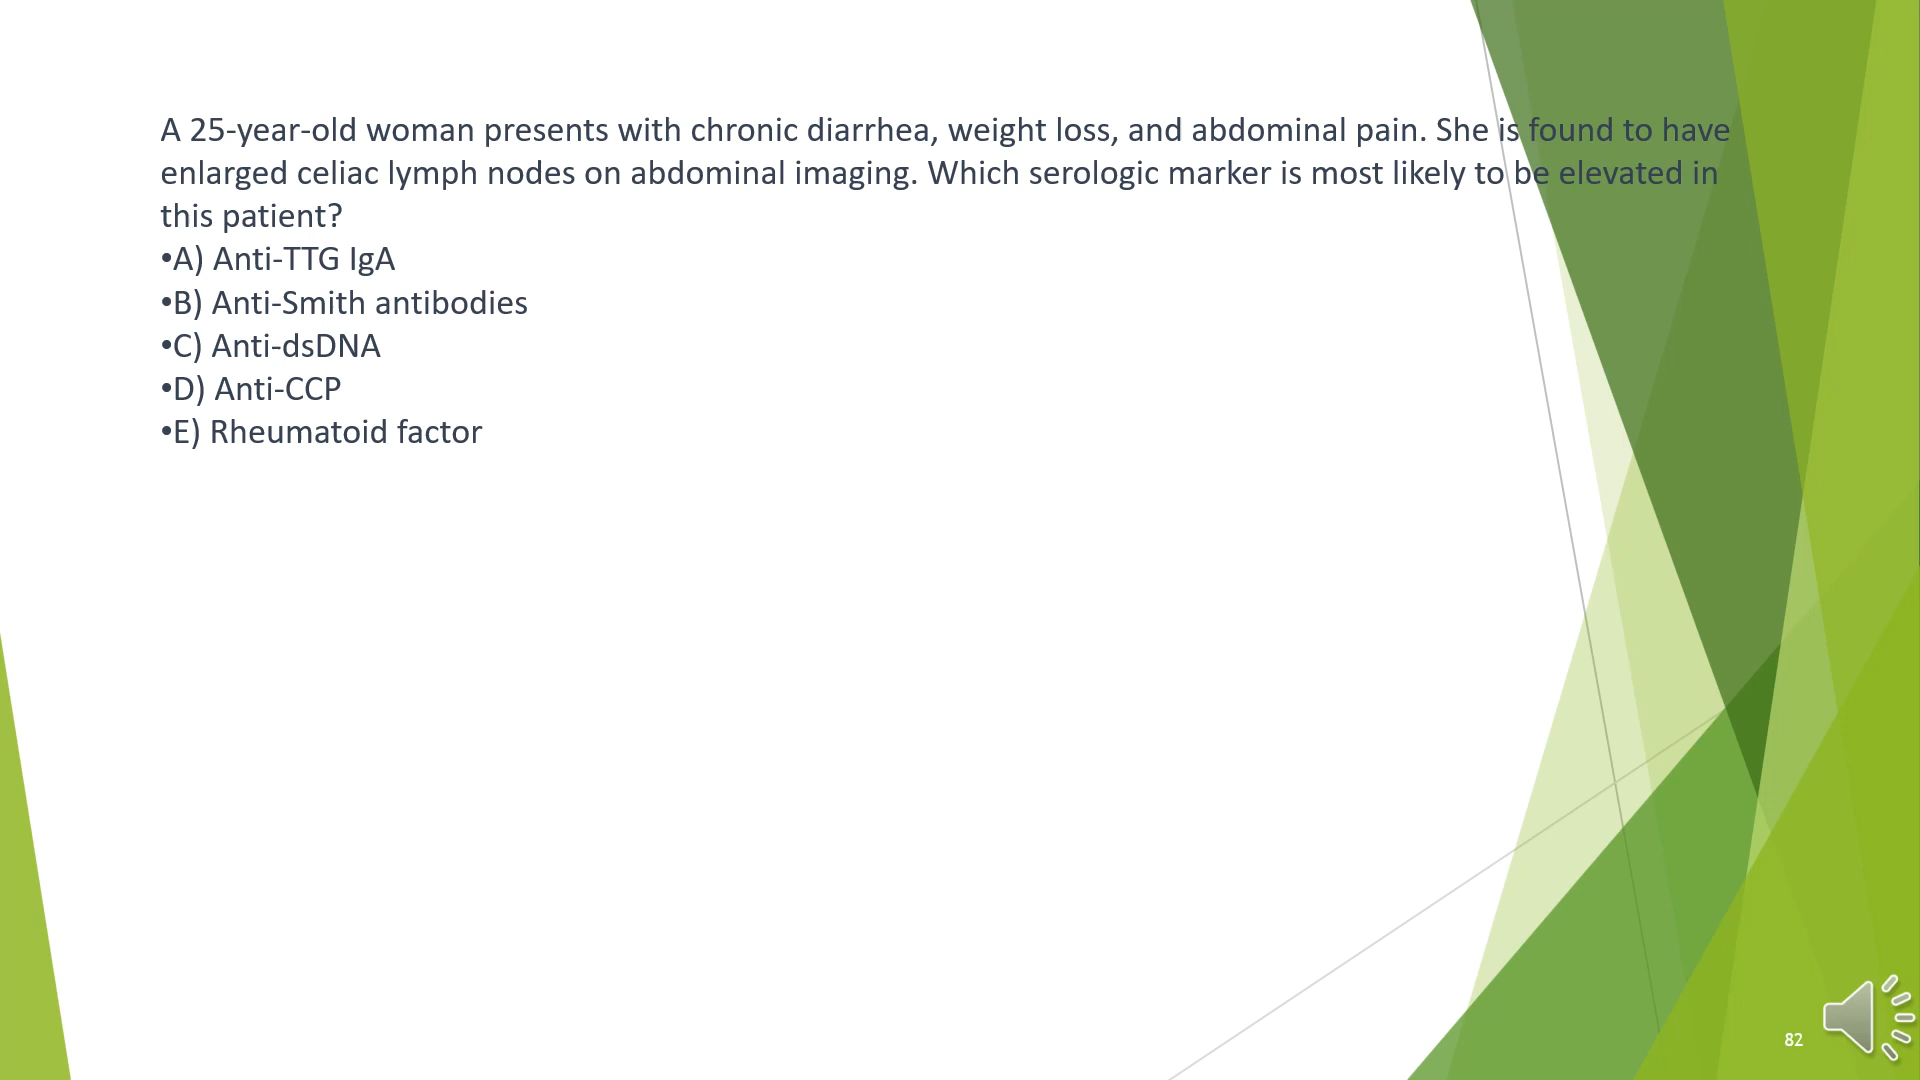 A 25-year-old woman presents with chronic diarrhea, weight loss, and abdominal pain. She is found to have
enlarged celiac lymph nodes on abdominal imaging. Which serologic marker is most likely to be elevated in
this patient?
•A) Anti-TTG IgA
•B) Anti-Smith antibodies
•C) Anti-dsDNA
•D) Anti-CCP
•E) Rheumatoid factor
82